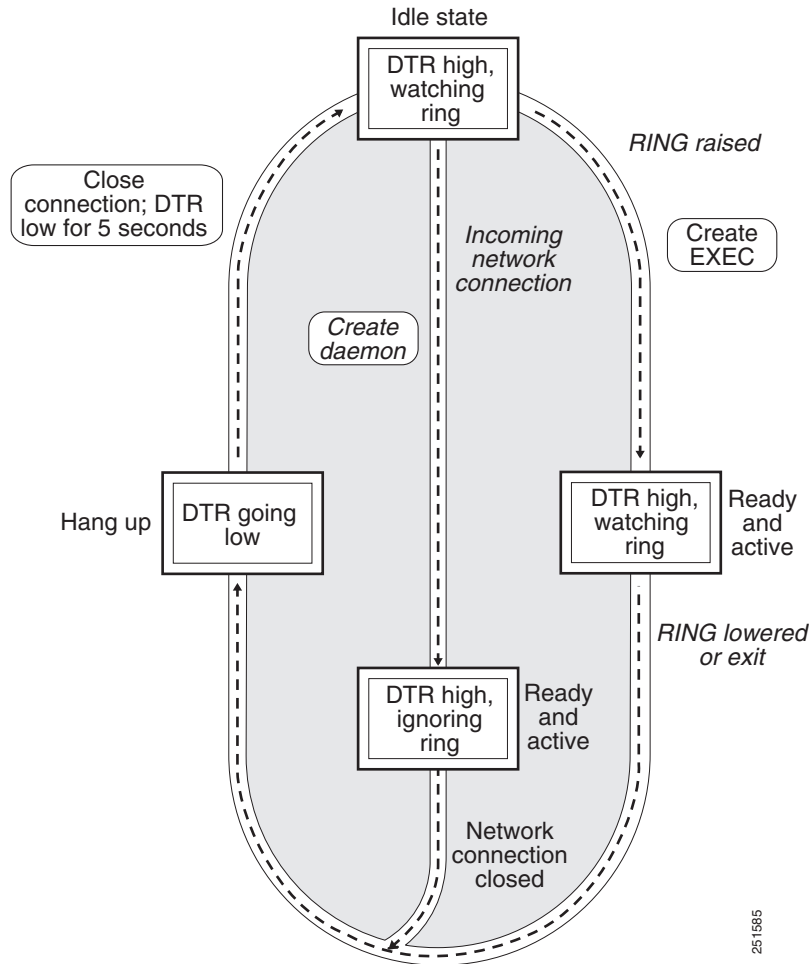 Idle state
DTR high,
watching
ring
RING raised
Close
connection; DTR
low for 5 seconds
Incoming
network
connection
Create
EXEC
Create
daemon
Hang up
DTR going
low
DTR high,
watching
ring
Ready
and
active
RING lowered
or exit
DTR high,
ignoring
ring
Ready
and
active
Network
connection
closed
251585